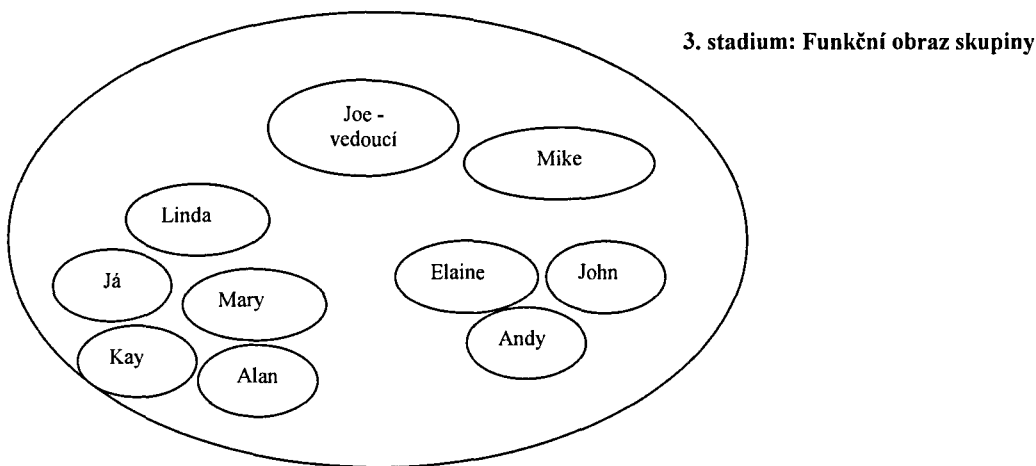 3. stadium: Funkční obraz skupiny
Joe -
vedoucí
Mike
Linda
Já
Mary
Kay
Alan
Elaine
John
Andy